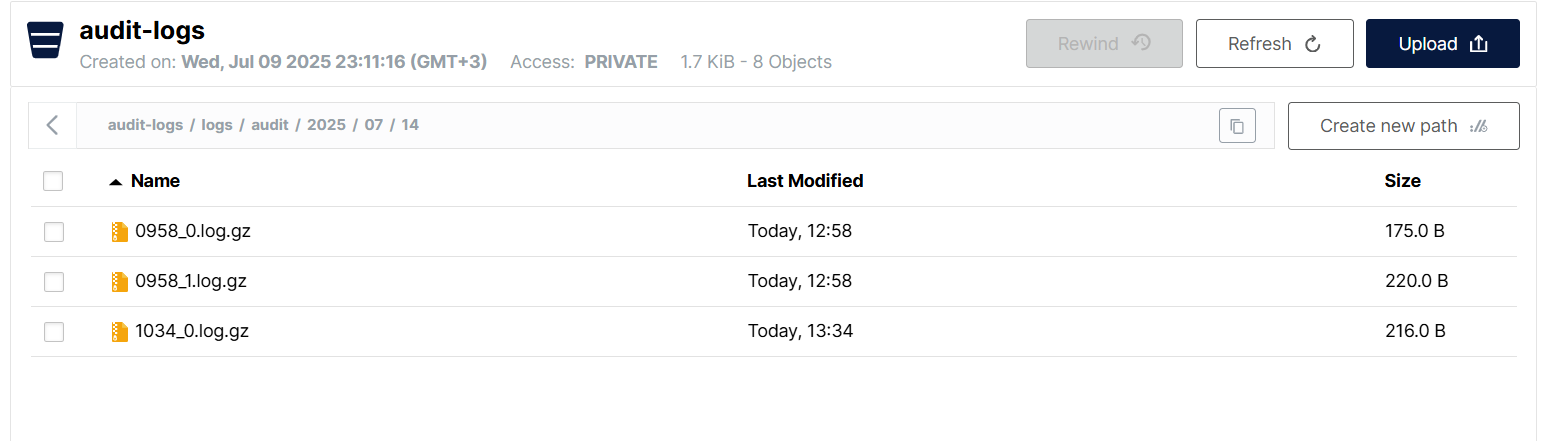 audit-logs
Created on: Wed, Jul 09 2025 23:11:16 (GMT+3) Access: PRIVATE 1.7 KiB - 8 Objects
Rewind Refresh Upload
audit-logs / logs / audit / 2025 / 07 / 14
Create new path
Name Last Modified Size
0958_0.log.gz Today, 12:58 175.0 B
0958_1.log.gz Today, 12:58 220.0 B
1034_0.log.gz Today, 13:34 216.0 B